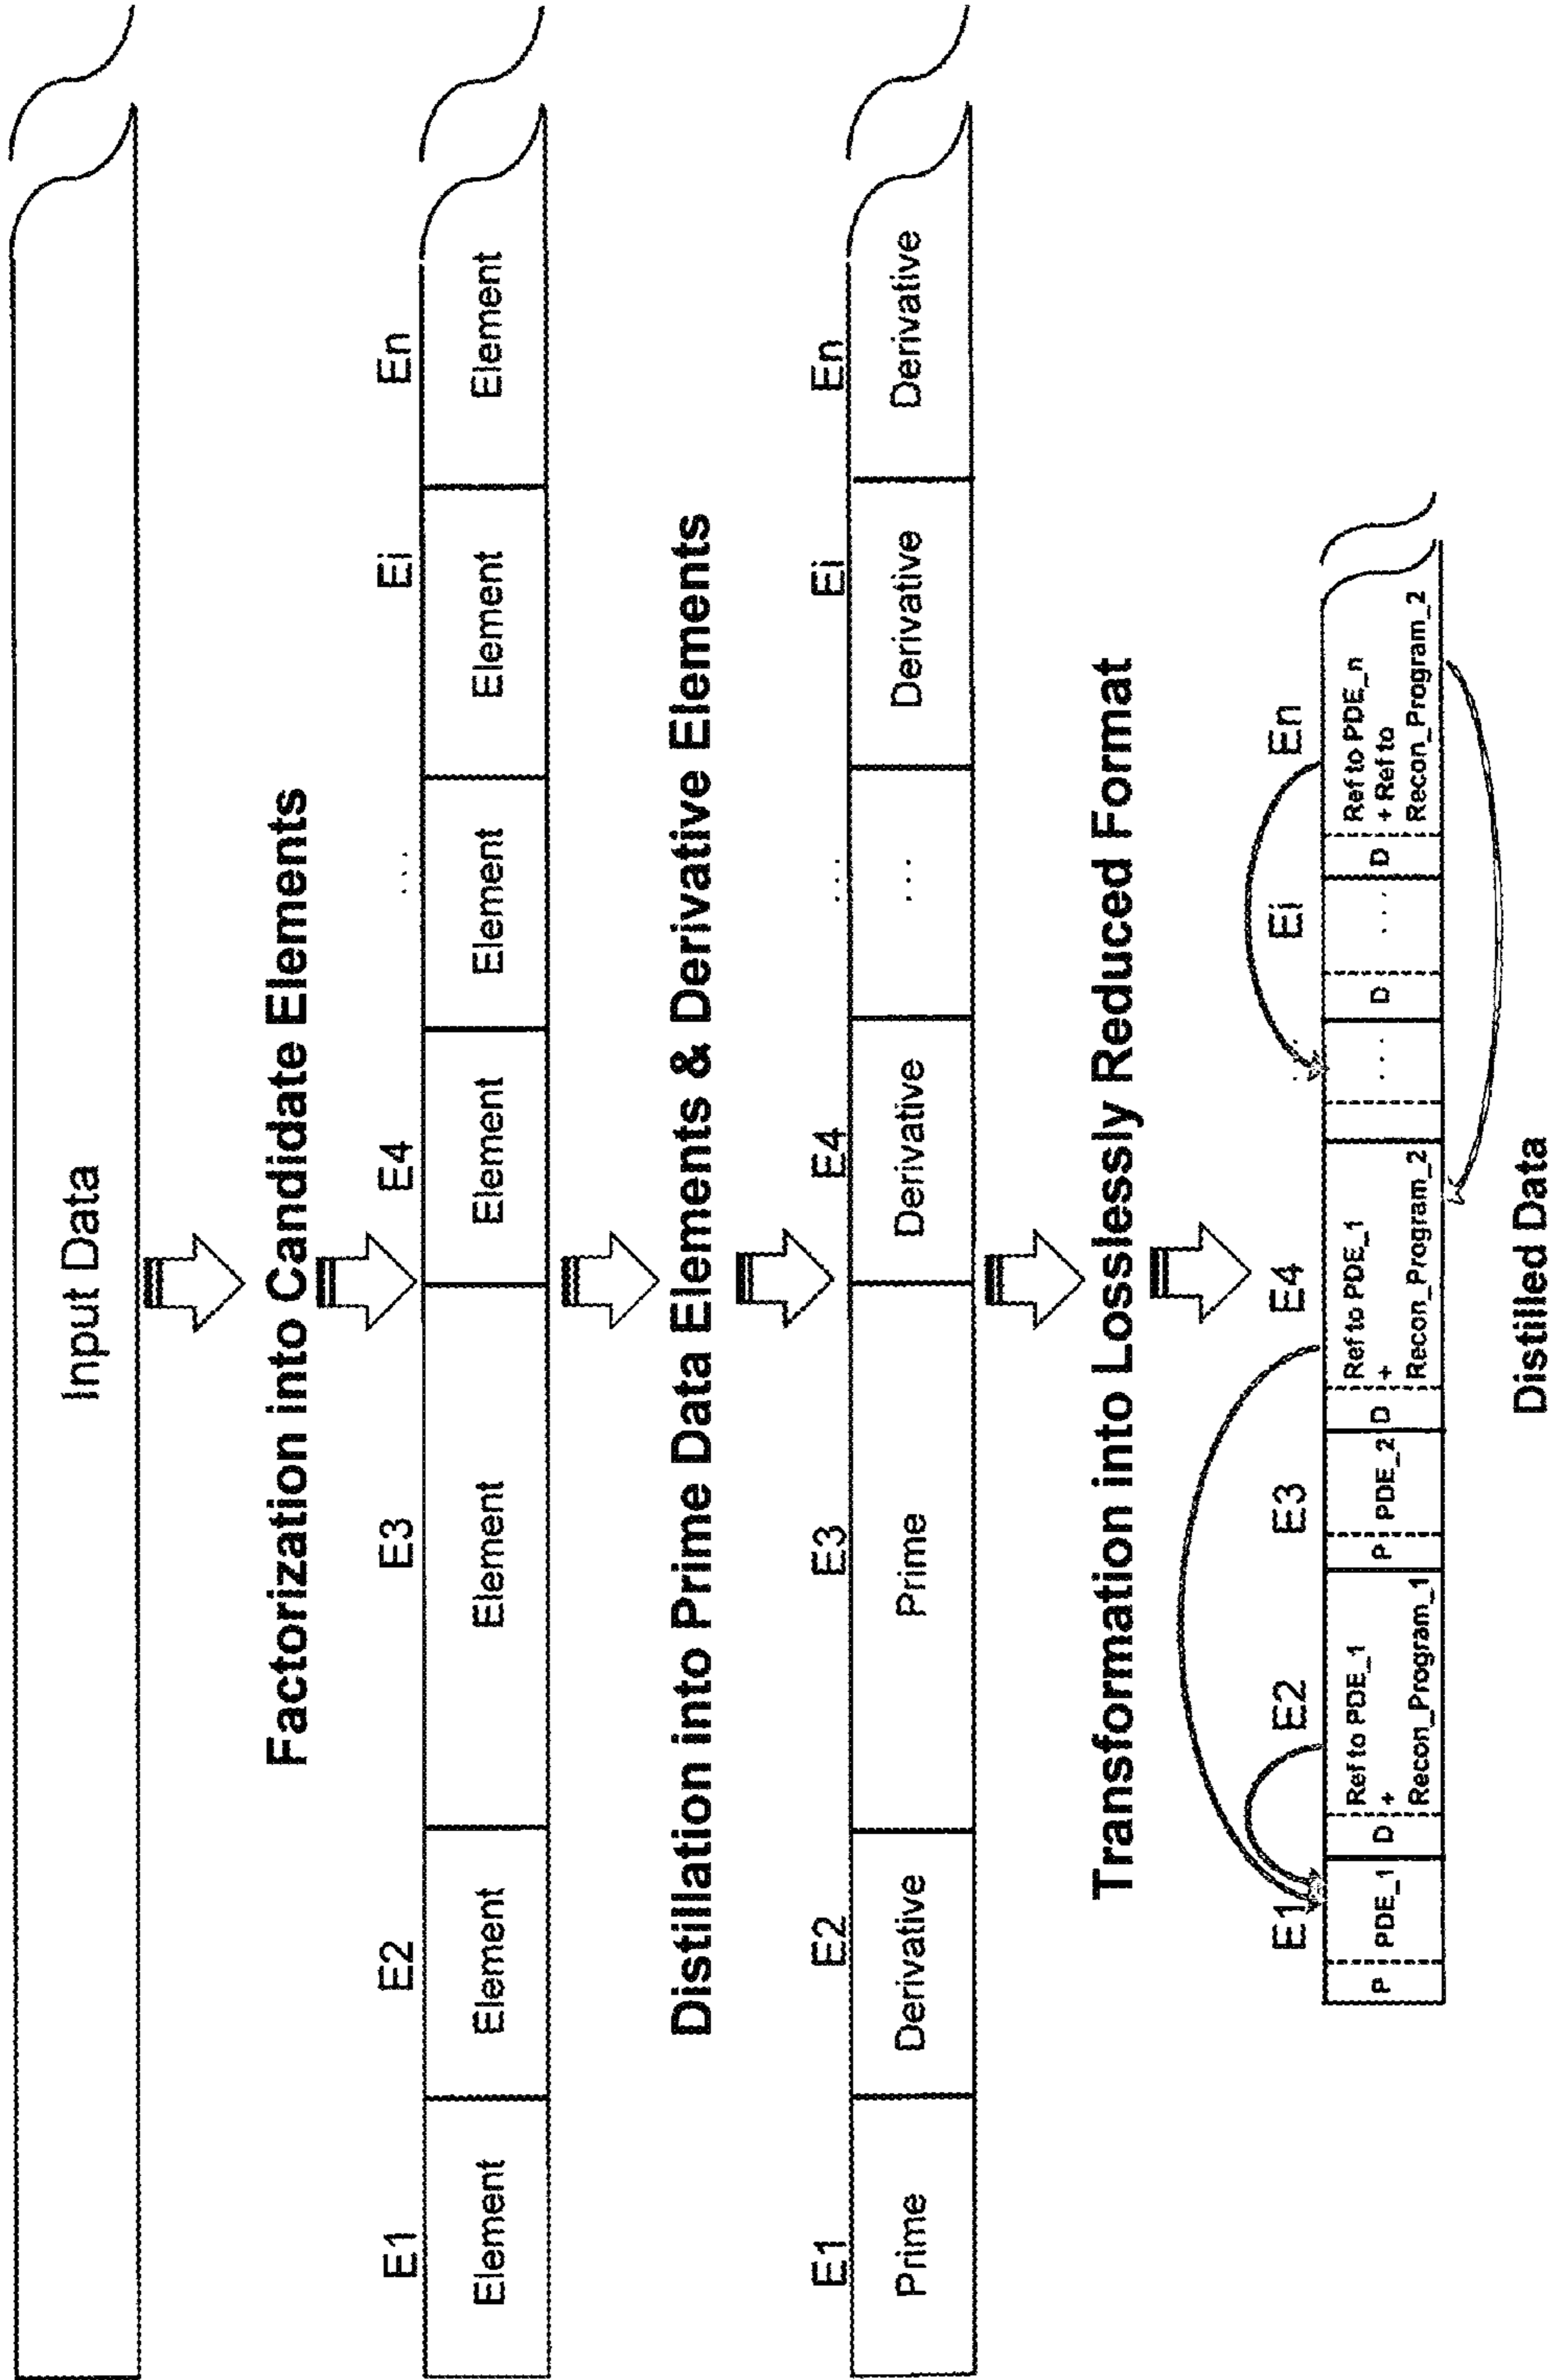 Input Data
Factorization into Candidate Elements
E1 E2 E3 E4 ... Ei En
Element Element Element Element Element Element Element
Distillation into Prime Data Elements & Derivative Elements
E1 E2 E3 E4 ... Ei En
Prime Derivative Prime Derivative ... Derivative Derivative
Transformation into Losslessly Reduced Format
E1 E2 E3 E4 Ei En
P PDE_1
D Ref to PDE_1
+
Recon_Program_1
P PDE_2
D Ref to PDE_1
+
Recon_Program_2
....
D ...
D Ref to PDE_n
+ Ref to
Recon_Program_2
Distilled Data